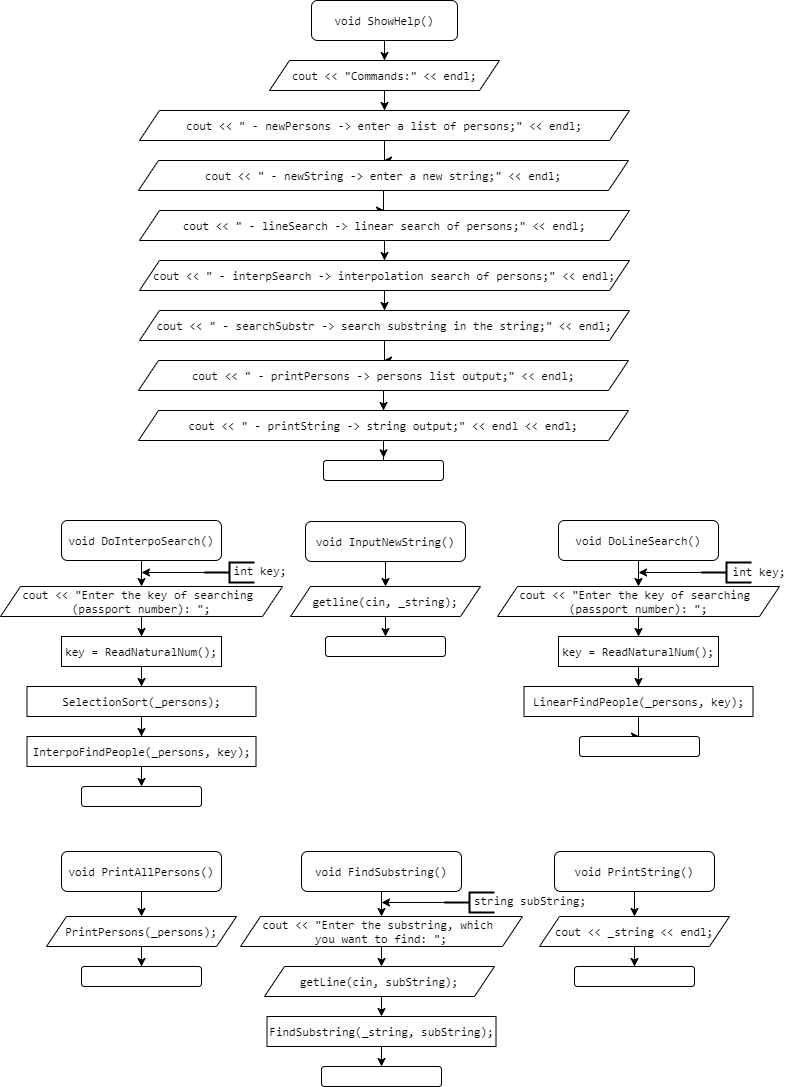 void ShowHelp()
cout << "Commands:" << endl;
cout << " - newPersons -> enter a list of persons;" << endl;
cout << " - newString -> enter a new string;" << endl;
cout << " - lineSearch -> linear search of persons;" << endl;
cout << " - interpSearch -> interpolation search of persons;" << endl;
cout << " - searchSubstr -> search substring in the string;" << endl;
cout << " - printPersons -> persons list output;" << endl;
cout << " - printString -> string output;" << endl << endl;
void DoInterpoSearch()
int key;
cout << "Enter the key of searching
(passport number): ";
key = ReadNaturalNum();
SelectionSort(_persons);
InterpoFindPeople(_persons, key);
void InputNewString()
getline(cin, _string);
void DoLineSearch()
int key;
cout << "Enter the key of searching
(passport number): ";
key = ReadNaturalNum();
LinearFindPeople(_persons, key);
void PrintAllPersons()
PrintPersons(_persons);
void FindSubstring()
string subString;
cout << "Enter the substring, which
you want to find: ";
getLine(cin, subString);
FindSubstring(_string, subString);
void PrintString()
cout << _string << endl;